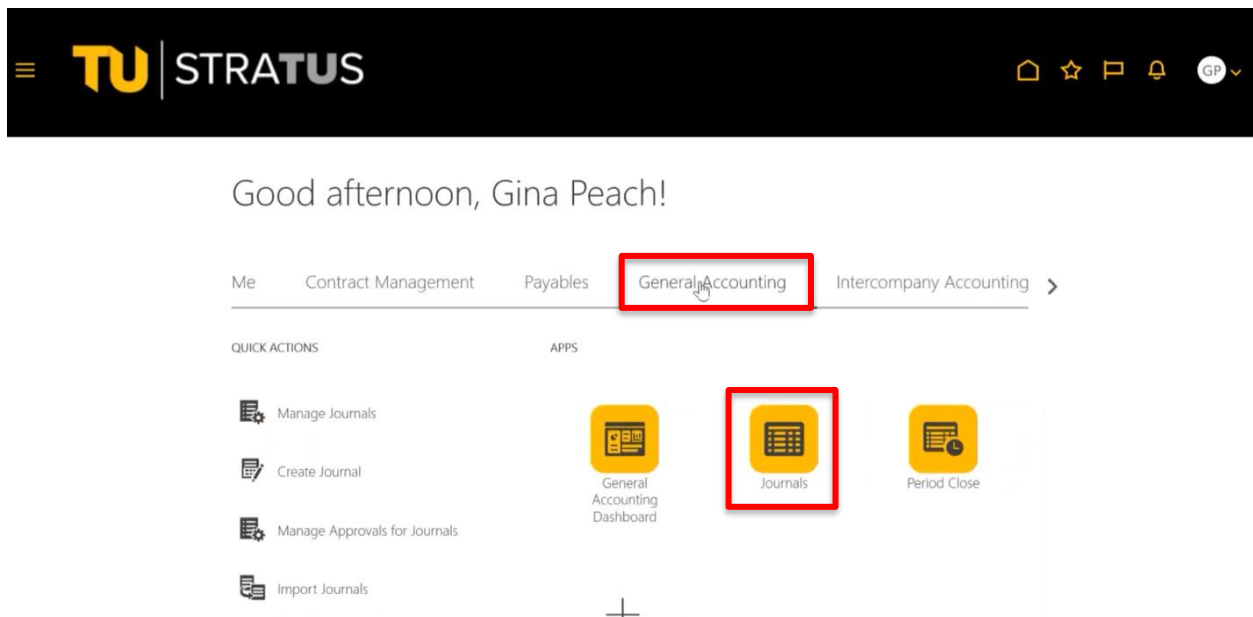 TU STRATUS
GP
Good afternoon, Gina Peach!
Me Contract Management Payables General Accounting Intercompany Accounting
QUICK ACTIONS
APPS
Manage Journals
Create Journal
Manage Approvals for Journals
Import Journals
General
Accounting
Dashboard
Journals
Period Close